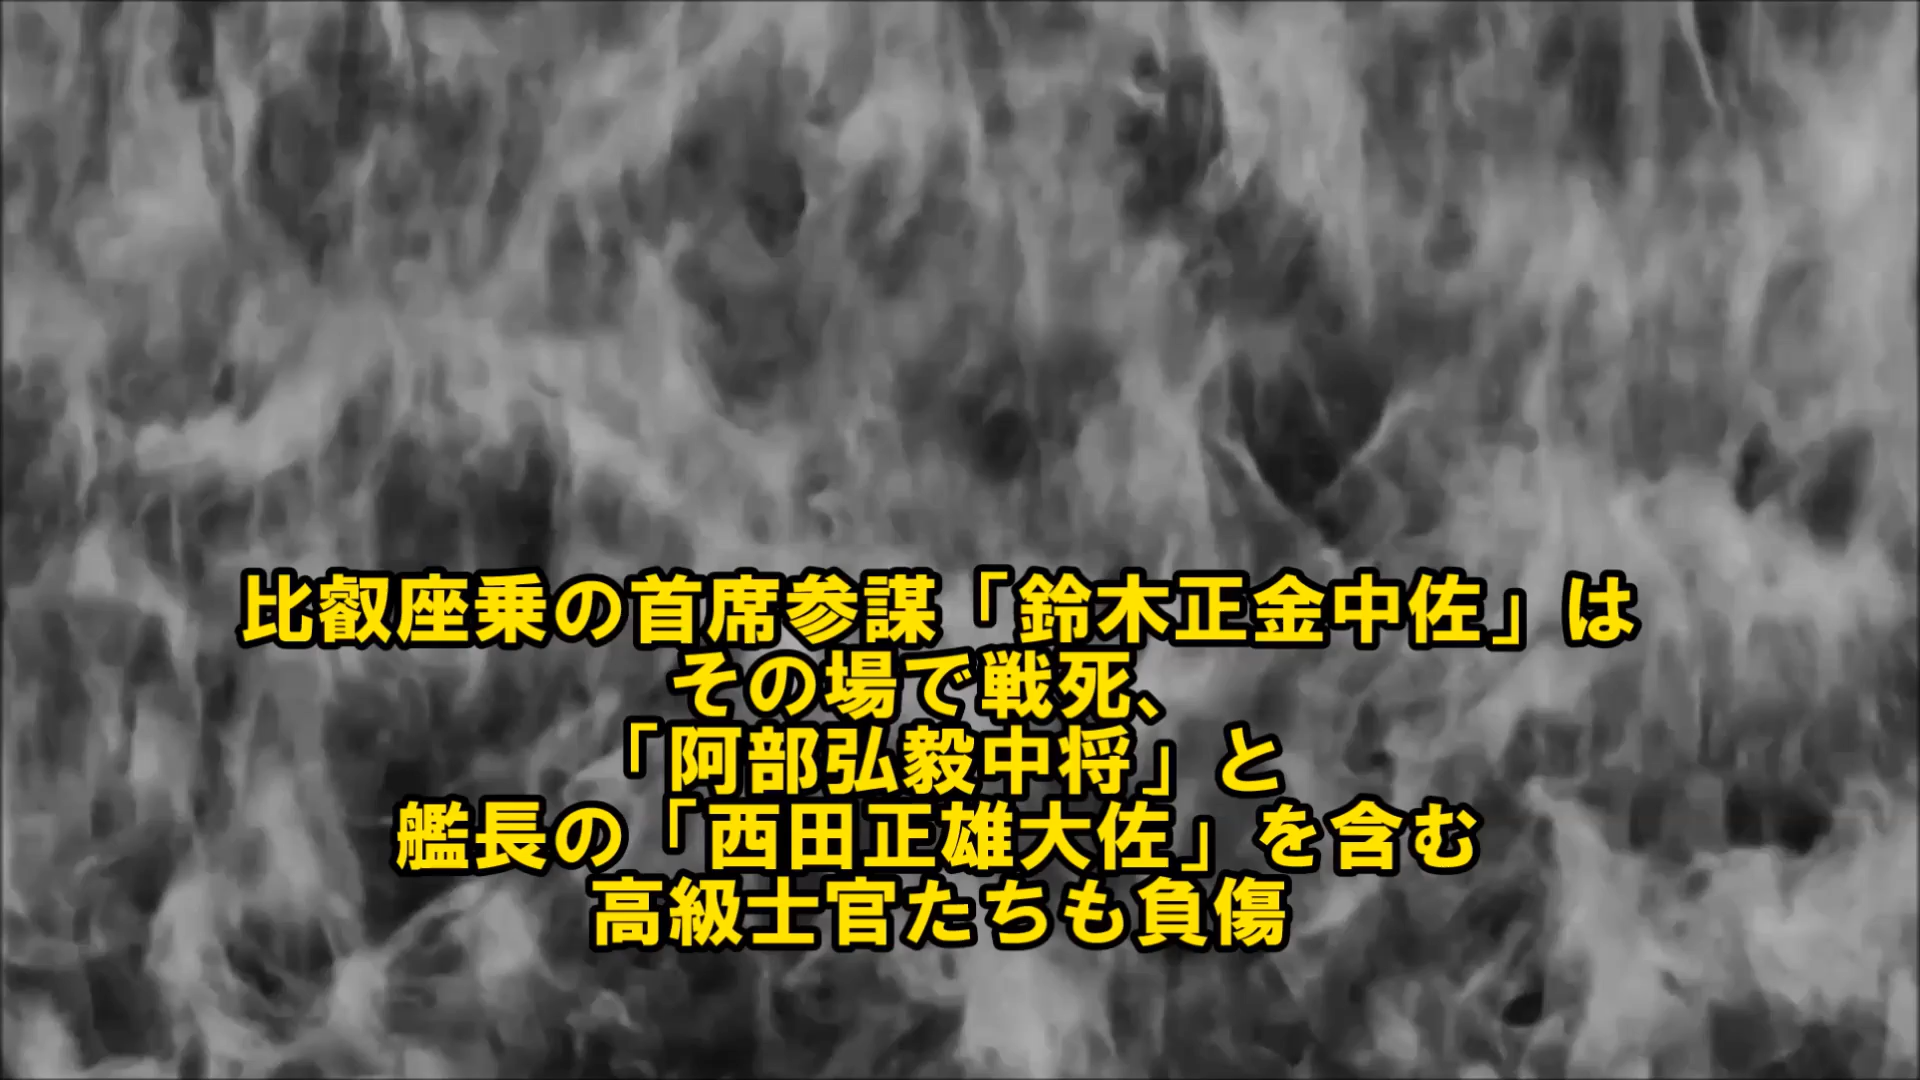 比叡座乗の首席参謀「鈴木正金中佐」は
その場で戦死、
「阿部弘毅中将」と
艦長の「西田正雄大佐」を含む
高級士官たちも負傷